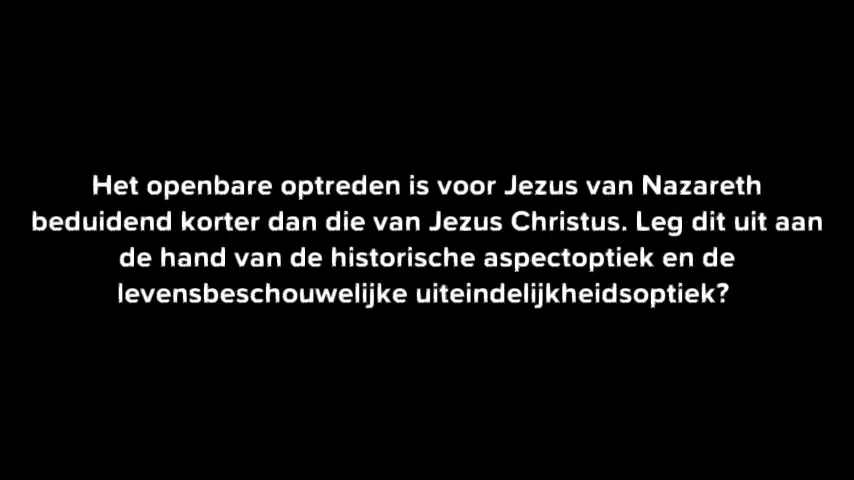 Het openbare optreden is voor Jezus van Nazareth
beduidend korter dan die van Jezus Christus. Leg dit uit aan
de hand van de historische aspectoptiek en de
levensbeschouwelijke uiteindelijkheidsoptiek?